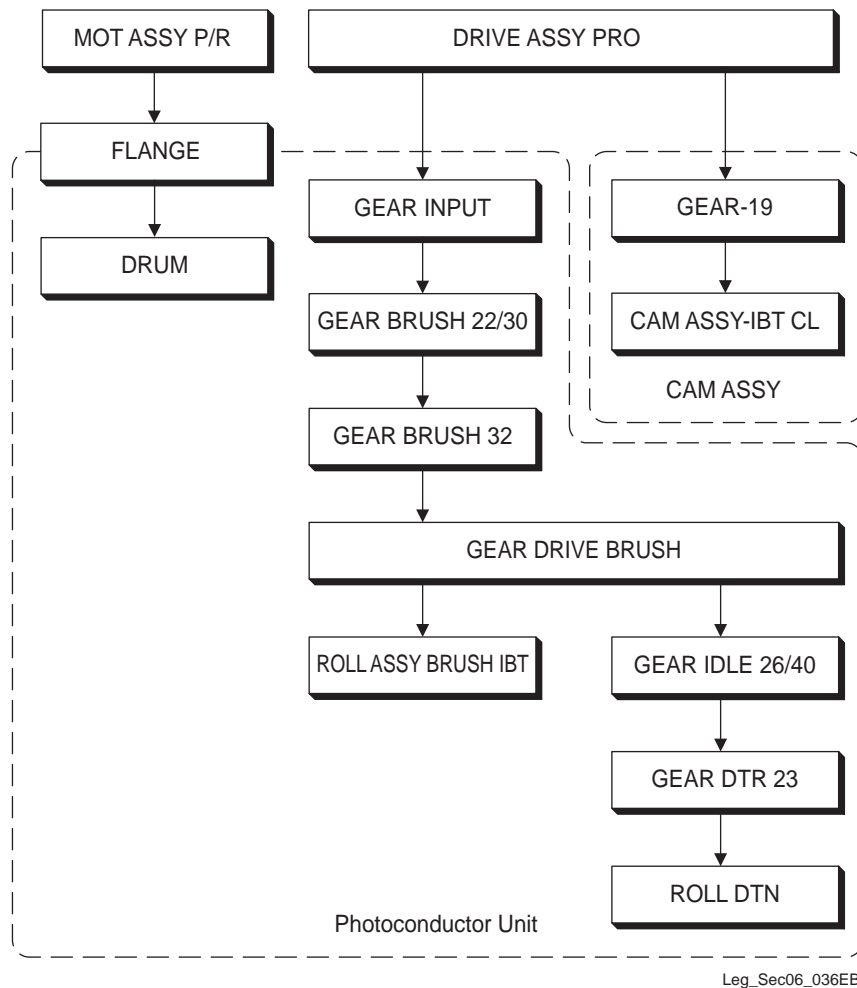 MOT ASSY P/R
DRIVE ASSY PRO
FLANGE
GEAR INPUT
GEAR-19
DRUM
GEAR BRUSH 22/30
CAM ASSY-IBT CL
CAM ASSY
GEAR BRUSH 32
GEAR DRIVE BRUSH
ROLL ASSY BRUSH IBT
GEAR IDLE 26/40
GEAR DTR 23
ROLL DTN
Photoconductor Unit
Leg_Sec06_036EB